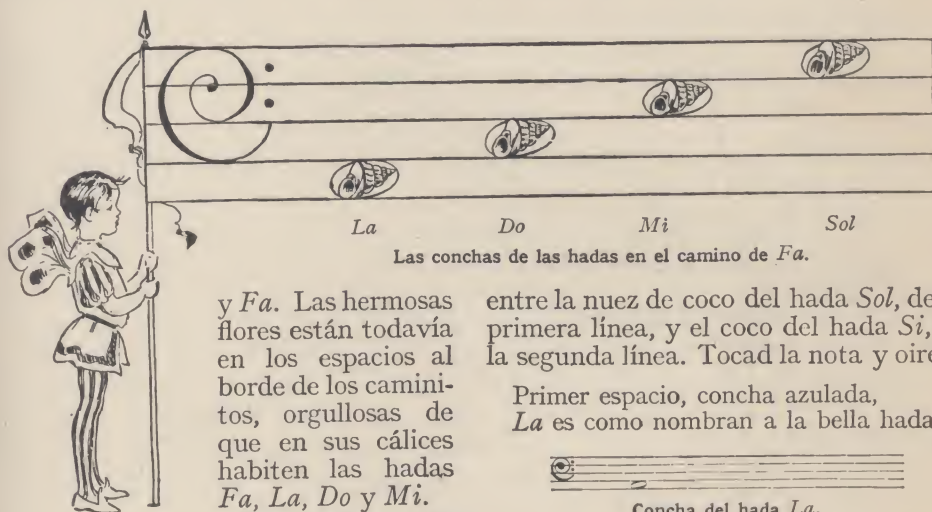 La Do Mi Sol
Las conchas de las hadas en el camino de Fa.
y Fa. Las hermosas
flores están todavía
en los espacios al
borde de los camini-
tos, orgullosas de
que en sus cálices
habiten las hadas
Fa, La, Do y Mi.
entre la nuez de coco del hada Sol, de
primera línea, y el coco del hada Si,
la segunda línea. Tocad la nota y oire
Primer espacio, concha azulada,
La es como nombran a la bella hada
Concha del hada La.